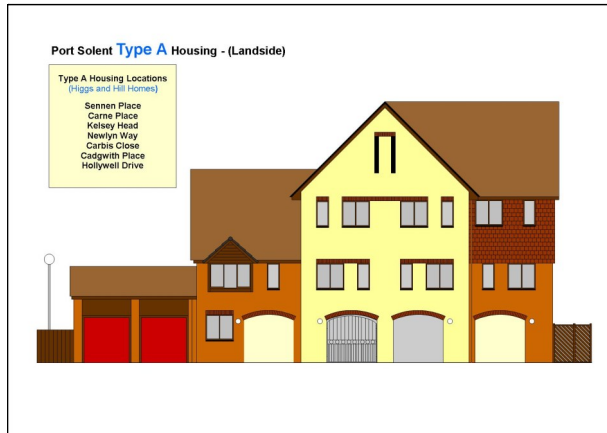 Port Solent Type A Housing - (Landside)
Type A Housing Locations
(Higgs and Hill Homes)
Sennen Place
Carne Place
Kelsey Head
Newlyn Way
Carbis Close
Cadgwith Place
Hollywell Drive